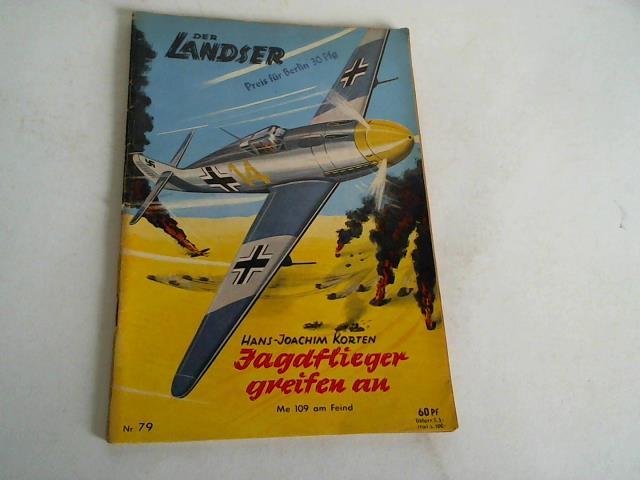 DER
LANDSER
Preis für Berlin 30 Pfg
14
HANS-JOACHIM KORTEN
Jagdflieger
greifen an
Me 109 am Feind
Nr 79
60 Pf